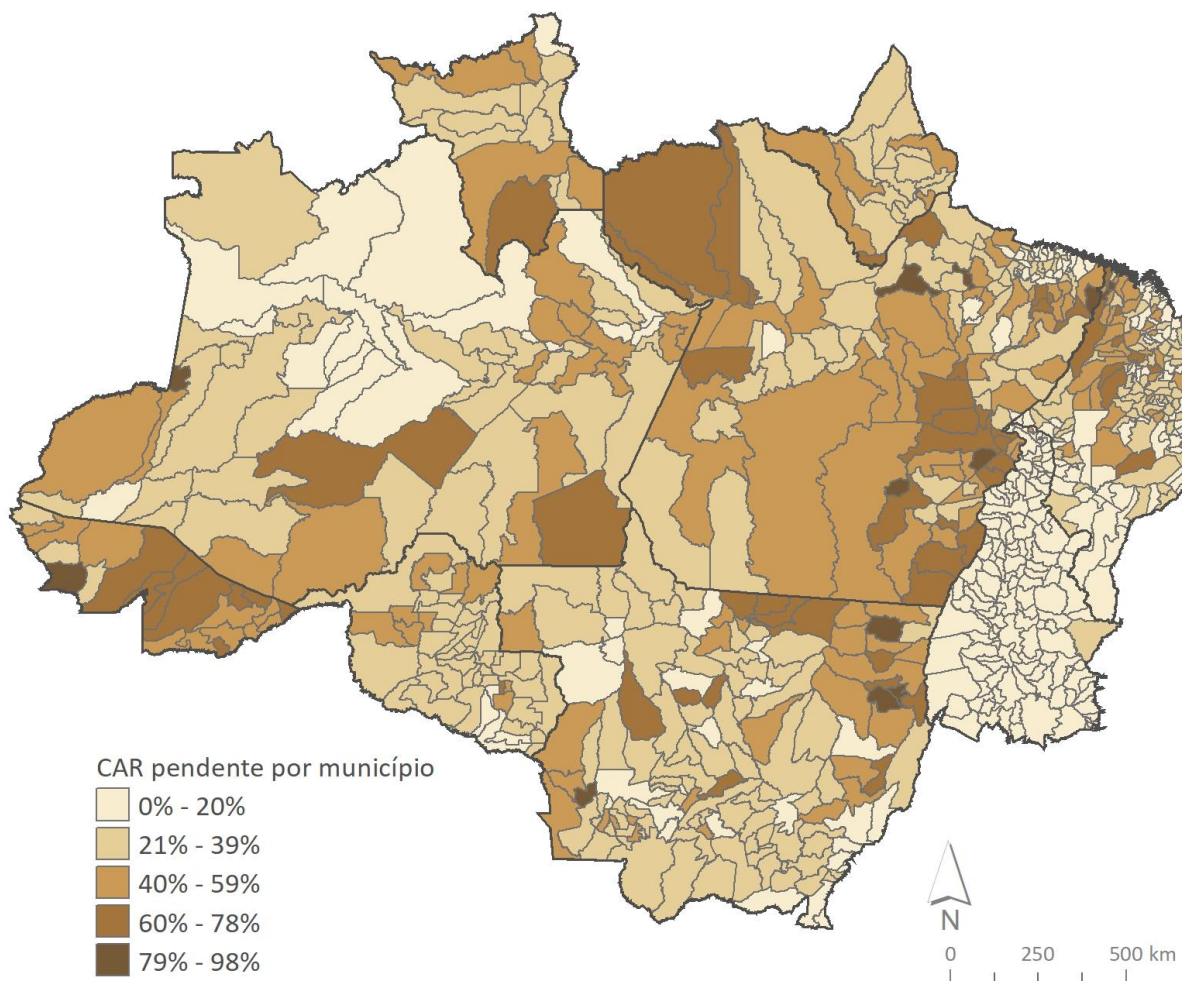 CAR pendente por município
0% - 20%
21% - 39%
40% - 59%
60% - 78%
79% - 98%
N
0 250 500 km